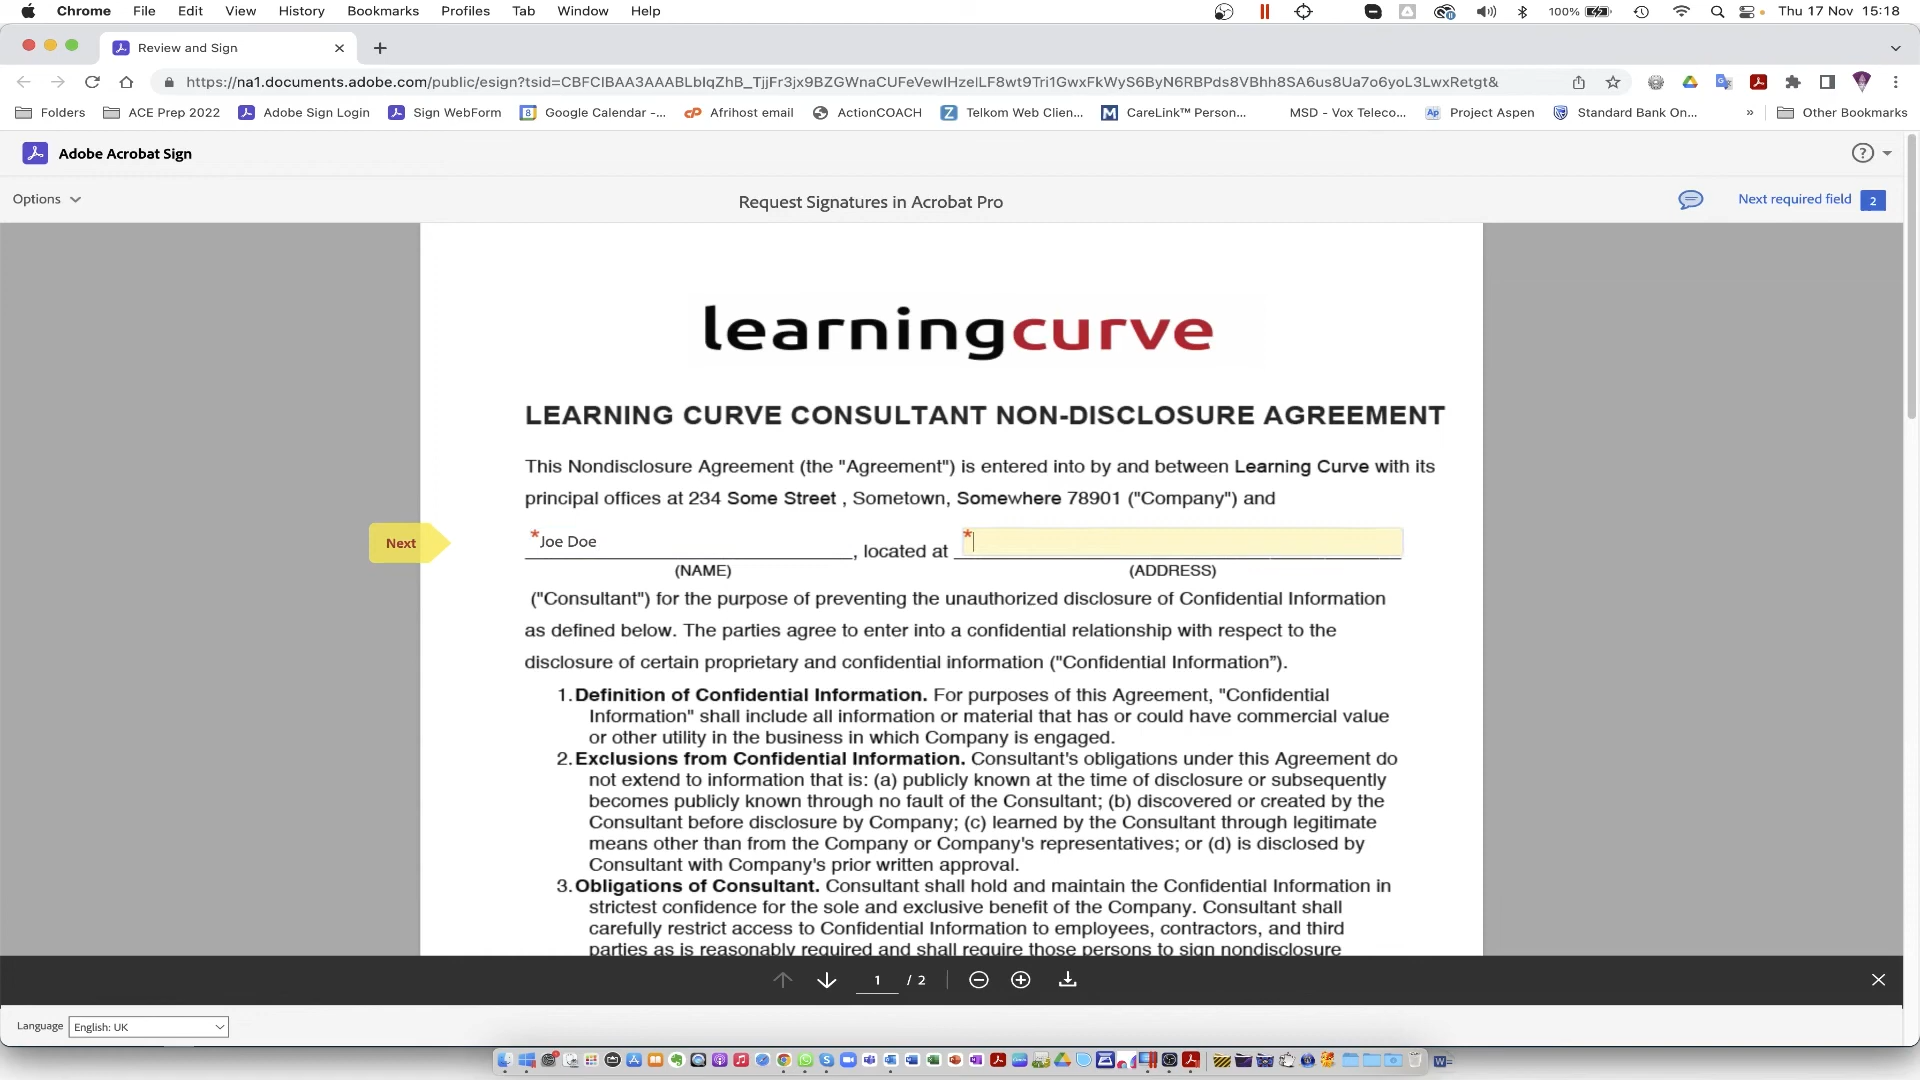 Chrome File Edit View History Bookmarks Profiles Tab Window Help 100% Thu 17 Nov 15:18
Review and Sign
https://na1.documents.adobe.com/public/esign?tsid=CBFCIBAA3AAABLbIqZhB_TjjFr3jx9BZGWnaCUFeVewIHzelLF8wt9Tri1GwxFkWyS6ByN6RBPds8VBhh8SA6us8Ua7o6yoL3LwxRetgt&
Folders ACE Prep 2022 Adobe Sign Login Sign WebForm Google Calendar -... Afrihost email ActionCOACH Telkom Web Clien... CareLink™ Person... MSD - Vox Teleco... Project Aspen Standard Bank On... » Other Bookmarks
Adobe Acrobat Sign
Options Request Signatures in Acrobat Pro Next required field 2
learningcurve
LEARNING CURVE CONSULTANT NON-DISCLOSURE AGREEMENT
This Nondisclosure Agreement (the "Agreement") is entered into by and between Learning Curve with its
principal offices at 234 Some Street , Sometown, Somewhere 78901 ("Company") and
Next *Joe Doe , located at *
(NAME) (ADDRESS)
("Consultant") for the purpose of preventing the unauthorized disclosure of Confidential Information
as defined below. The parties agree to enter into a confidential relationship with respect to the
disclosure of certain proprietary and confidential information ("Confidential Information”).
1. Definition of Confidential Information. For purposes of this Agreement, "Confidential
Information" shall include all information or material that has or could have commercial value
or other utility in the business in which Company is engaged.
2. Exclusions from Confidential Information. Consultant's obligations under this Agreement do
not extend to information that is: (a) publicly known at the time of disclosure or subsequently
becomes publicly known through no fault of the Consultant; (b) discovered or created by the
Consultant before disclosure by Company; (c) learned by the Consultant through legitimate
means other than from the Company or Company's representatives; or (d) is disclosed by
Consultant with Company's prior written approval.
3. Obligations of Consultant. Consultant shall hold and maintain the Confidential Information in
strictest confidence for the sole and exclusive benefit of the Company. Consultant shall
carefully restrict access to Confidential Information to employees, contractors, and third
parties as is reasonably required and shall require those persons to sign nondisclosure
1 / 2
Language English: UK